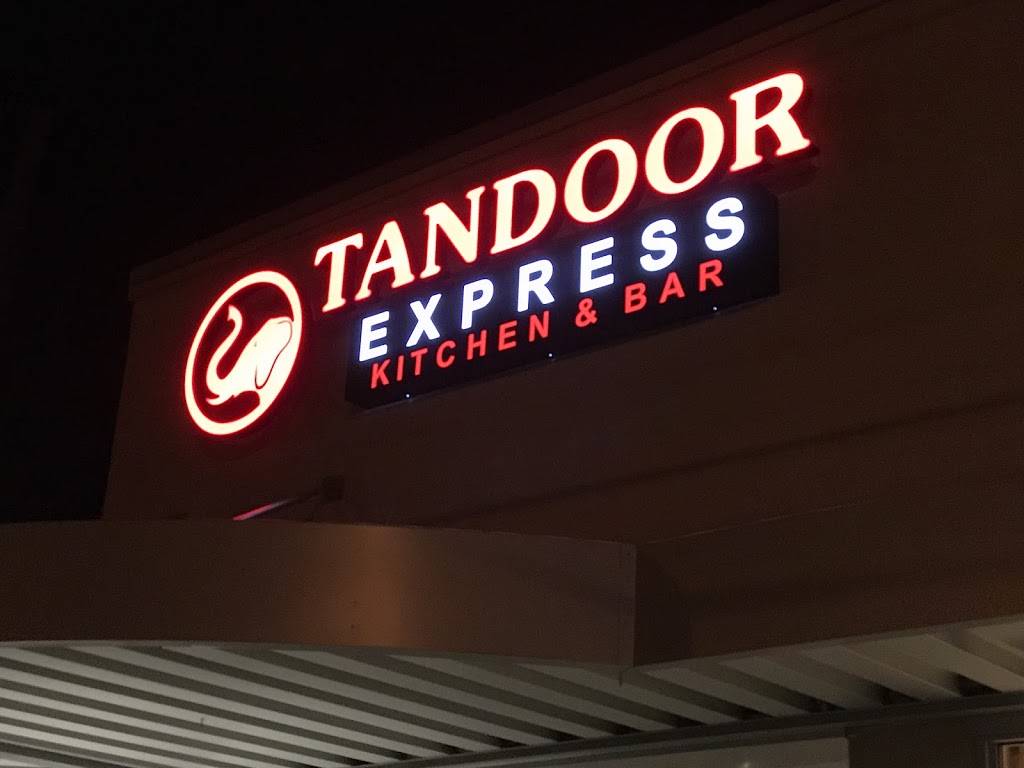 TANDOOR
EXPRESS
KITCHEN & BAR